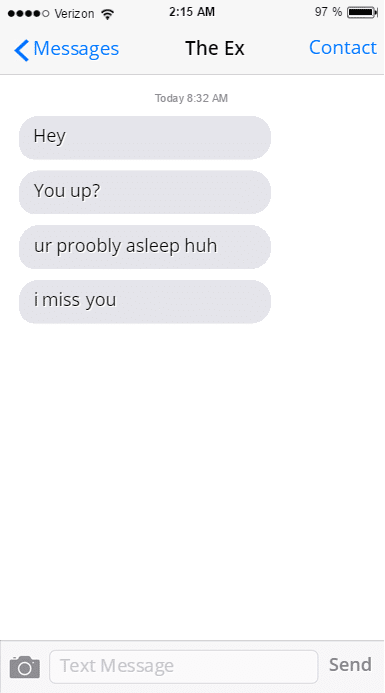 Verizon 2:15 AM 97 %
Messages The Ex Contact
Today 8:32 AM
Hey
You up?
ur proobly asleep huh
i miss you
Text Message Send